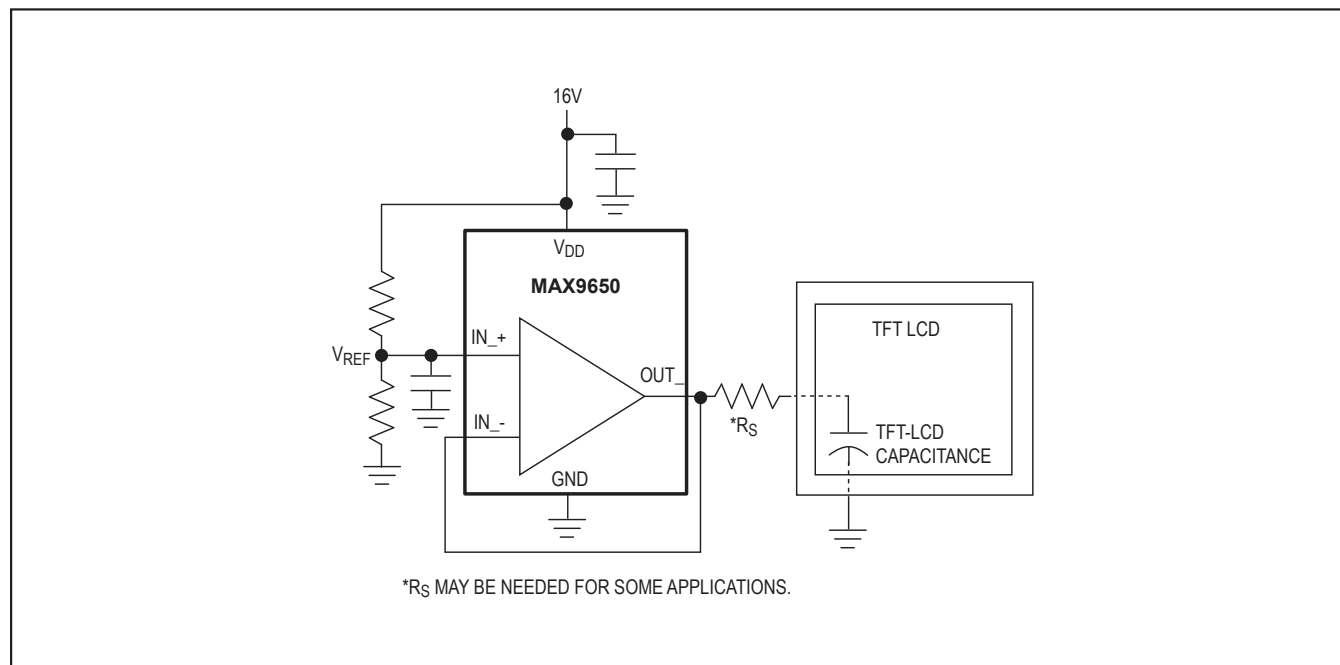 16V
VDD
MAX9650
TFT LCD
IN_+
VREF
OUT_
IN_-
*RS
TFT-LCD
CAPACITANCE
GND
*RS MAY BE NEEDED FOR SOME APPLICATIONS.